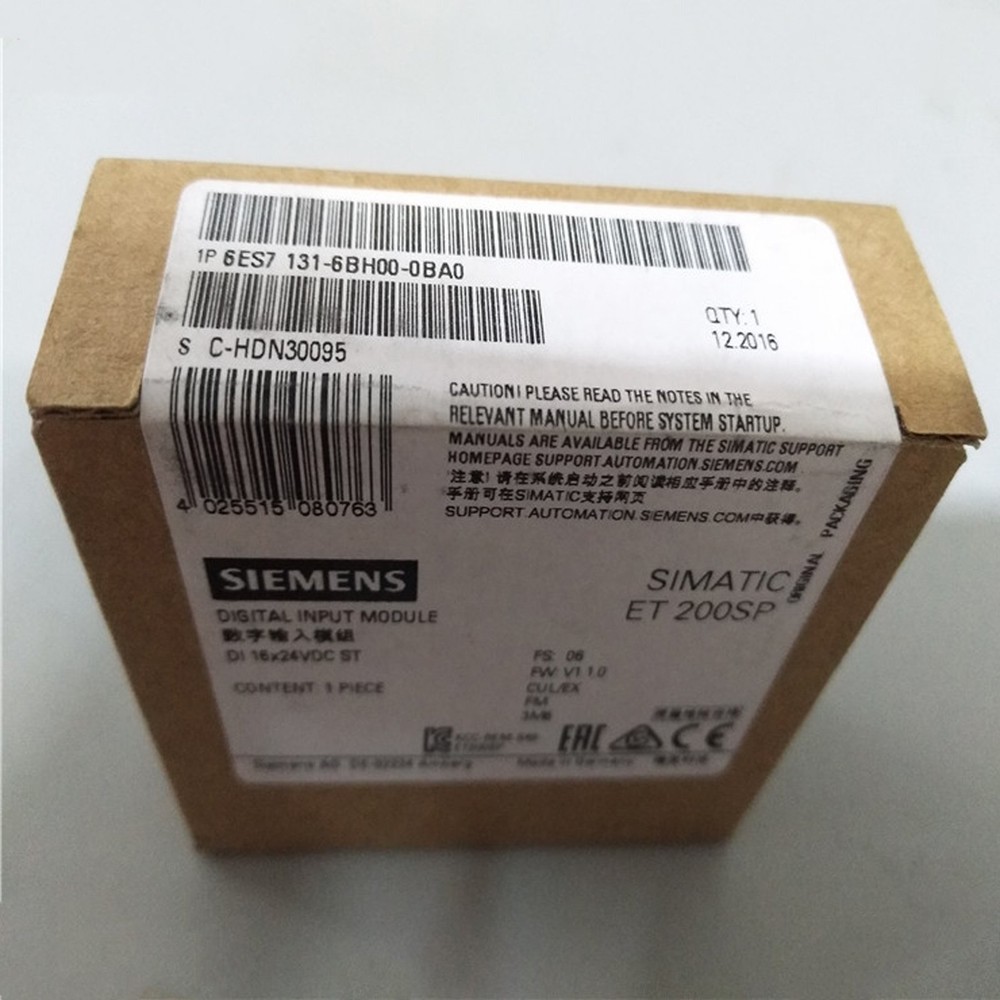 1P 6ES7 131-6BH00-0BA0
S C-HDN30095
QTY: 1
12.2016
4 025515 080763
CAUTION! PLEASE READ THE NOTES IN THE
RELEVANT MANUAL BEFORE SYSTEM STARTUP.
MANUALS ARE AVAILABLE FROM THE SIMATIC SUPPORT
HOMEPAGE SUPPORT.AUTOMATION.SIEMENS.COM
注意! 请在系统启动之前阅读相应手册中的注释。
手册可在SIMATIC支持网页
SUPPORT.AUTOMATION.SIEMENS.COM中获得。
ORIGINAL PACKAGING
SIEMENS
SIMATIC
ET 200SP
DIGITAL INPUT MODULE
数字输入模组
DI 16x24VDC ST
CONTENT: 1 PIECE
FS: 06
FW: V1.1.0
CUL/EX
FM
EAC CE
Siemens AG
Made in Germany